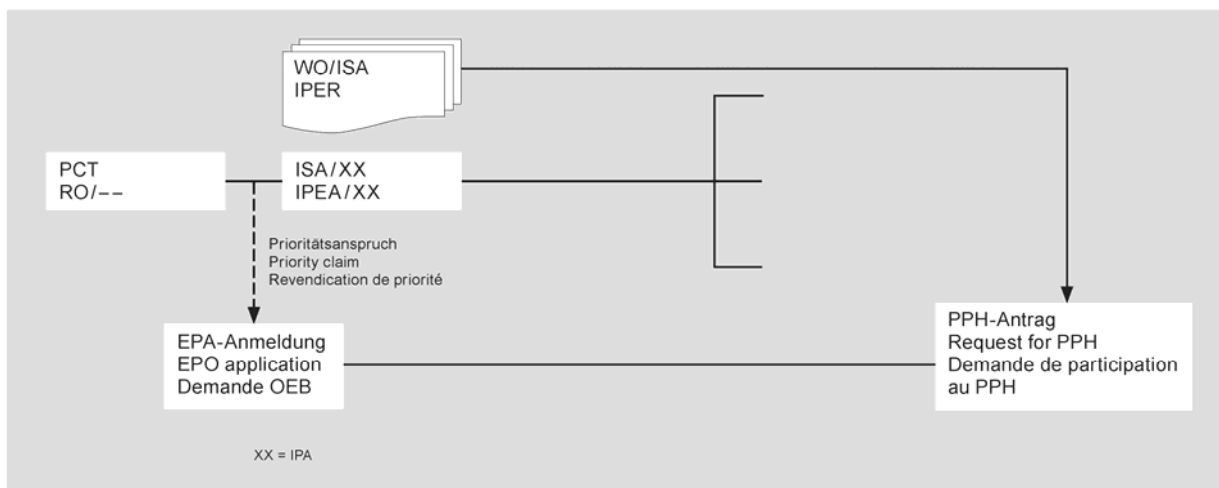 WO/ISA
IPER
PCT
RO/--
ISA/XX
IPEA/XX
Prioritätsanspruch
Priority claim
Revendication de priorité
EPA-Anmeldung
EPO application
Demande OEB
PPH-Antrag
Request for PPH
Demande de participation
au PPH
XX = IPA